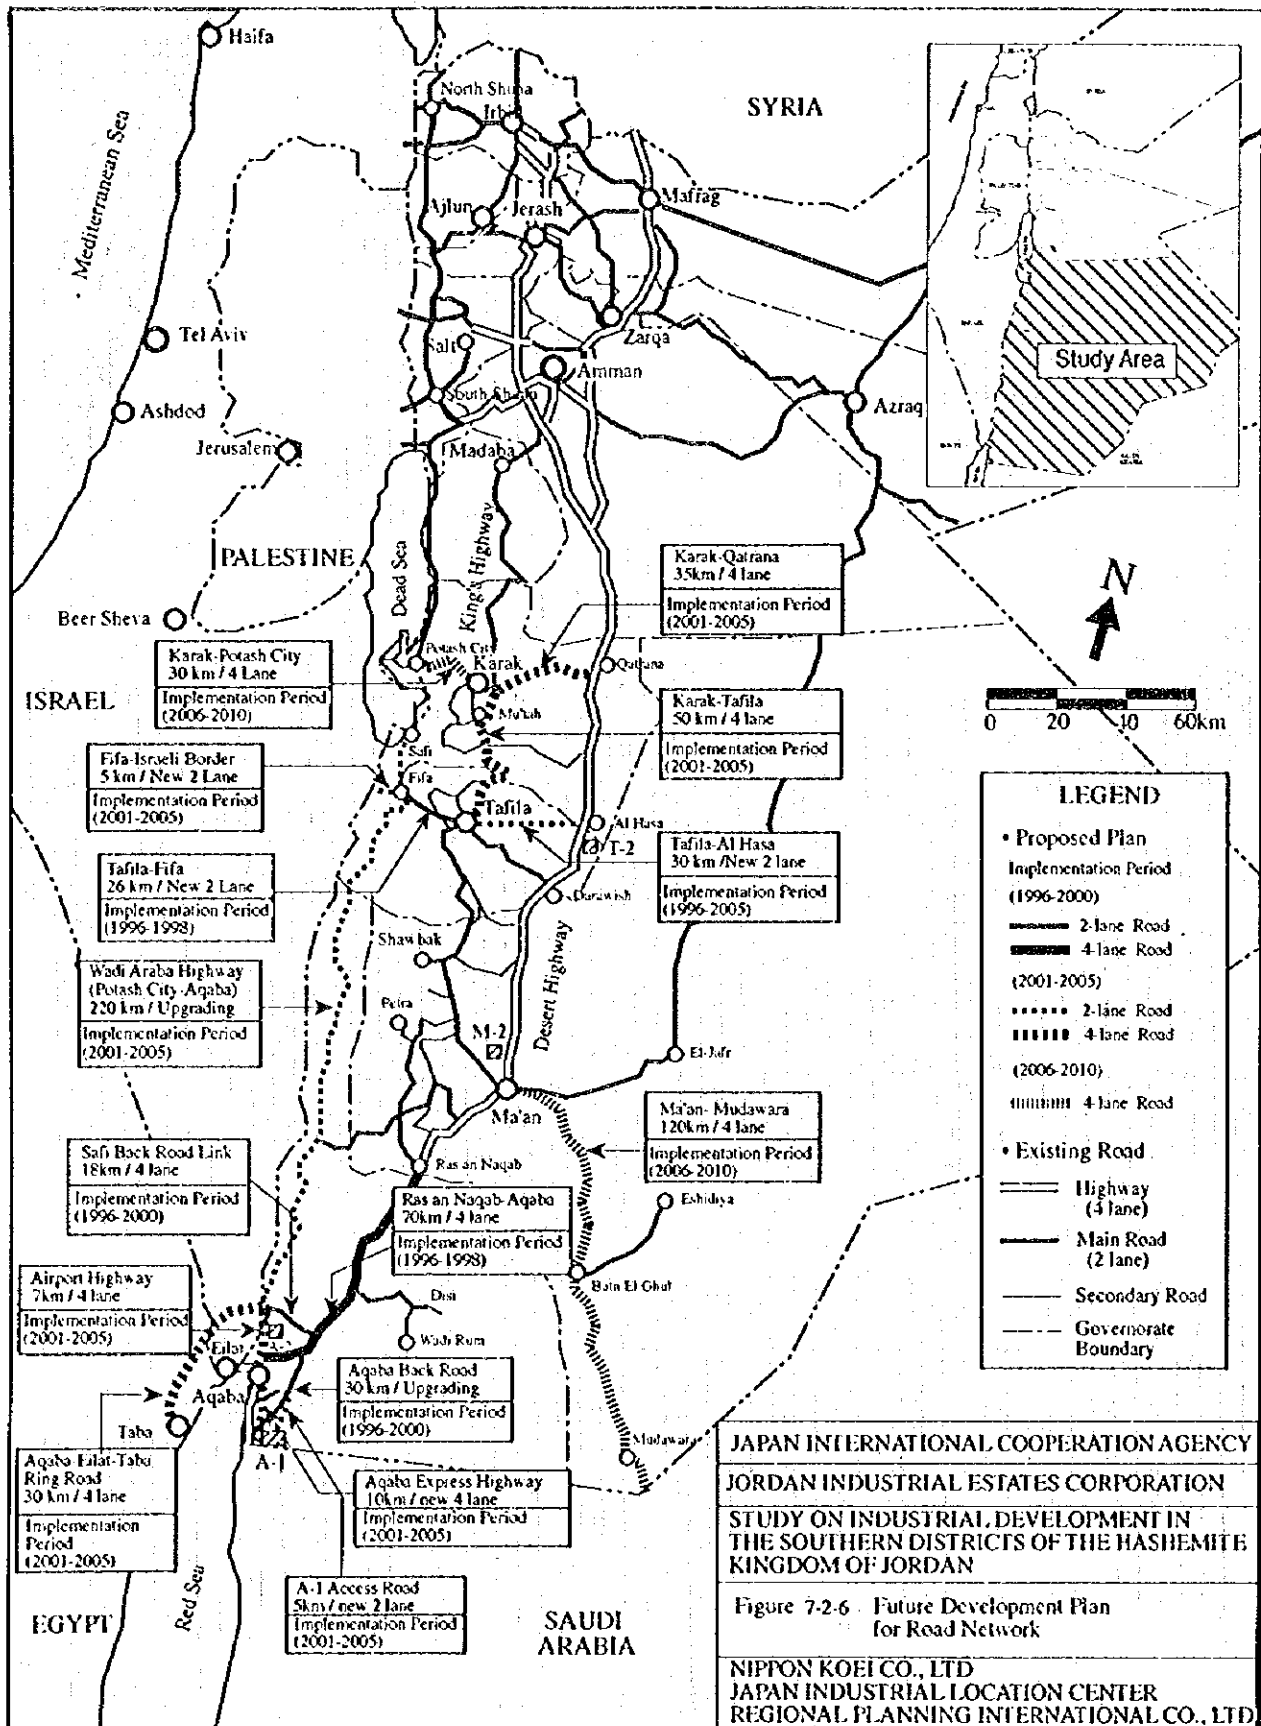 Haifa
North Shuna
SYRIA
Mediterranean Sea
Ajlun
Jerash
Mafraq
Tel Aviv
Salt
Zarqa
Amman
Study Area
Ashdod
Azraq
Jerusalem
Madaba
PALESTINE
Dead Sea
King's Highway
Karak-Qatrana
35km / 4 lane
Implementation Period
(2001-2005)
N
Beer Sheva
Potash City
Karak
Qatrana
Karak-Potash City
30 km / 4 Lane
Implementation Period
(2006-2010)
ISRAEL
Karak-Tafila
50 km / 4 lane
Implementation Period
(2001-2005)
0 20 40 60km
Safi
Fifa-Israeli Border
5 km / New 2 Lane
Implementation Period
(2001-2005)
Fifa
Tafila
Al Hasa
T-2
Tafila-Al Hasa
30 km /New 2 lane
Implementation Period
(1996-2005)
Tafila-Fifa
26 km / New 2 Lane
Implementation Period
(1996-1998)
Shawbak
Wadi Araba Highway
(Potash City-Aqaba)
220 km / Upgrading
Implementation Period
(2001-2005)
Petra
M-2
Desert Highway
El-Jafr
Ma'an
Ma'an- Mudawara
120km / 4 lane
Implementation Period
(2006-2010)
Safi Back Road Link
18km / 4 lane
Implementation Period
(1996-2000)
Ras an Naqab
Eshidiya
Ras an Naqab-Aqaba
70km / 4 lane
Implementation Period
(1996-1998)
Airport Highway
7km / 4 lane
Implementation Period
(2001-2005)
Batn El Ghul
Disi
Wadi Rum
Eilat
Aqaba
Taba
Aqaba Back Road
30 km / Upgrading
Implementation Period
(1996-2000)
A-1
Mudawara
Aqaba-Eilat-Taba
Ring Road
30 km / 4 lane
Implementation
Period
(2001-2005)
Aqaba Express Highway
10km / new 4 lane
Implementation Period
(2001-2005)
A-1 Access Road
5km / new 2 lane
Implementation Period
(2001-2005)
Red Sea
EGYPT
SAUDI
ARABIA
LEGEND
• Proposed Plan
Implementation Period
(1996-2000)
2-lane Road
4-lane Road
(2001-2005)
2-lane Road
4-lane Road
(2006-2010)
4-lane Road
• Existing Road
Highway
(4 lane)
Main Road
(2 lane)
Secondary Road
Governorate
Boundary
JAPAN INTERNATIONAL COOPERATION AGENCY
JORDAN INDUSTRIAL ESTATES CORPORATION
STUDY ON INDUSTRIAL DEVELOPMENT IN
THE SOUTHERN DISTRICTS OF THE HASHEMITE
KINGDOM OF JORDAN
Figure 7-2-6 Future Development Plan
for Road Network
NIPPON KOEI CO., LTD
JAPAN INDUSTRIAL LOCATION CENTER
REGIONAL PLANNING INTERNATIONAL CO., LTD